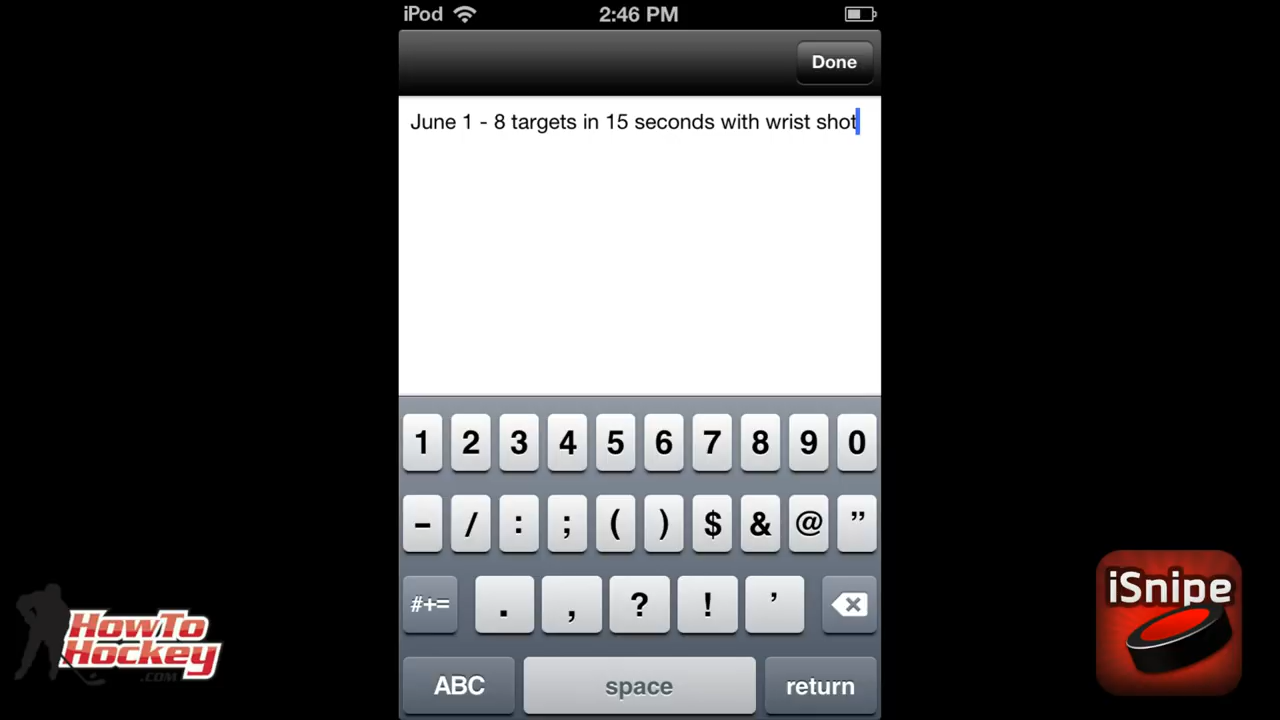 iPod 2:46 PM
Done
June 1 - 8 targets in 15 seconds with wrist shot
1 2 3 4 5 6 7 8 9 0
- / : ; ( ) $ & @ ”
#+= . , ? ! ’
ABC space return
HowTo
Hockey
.COM
iSnipe